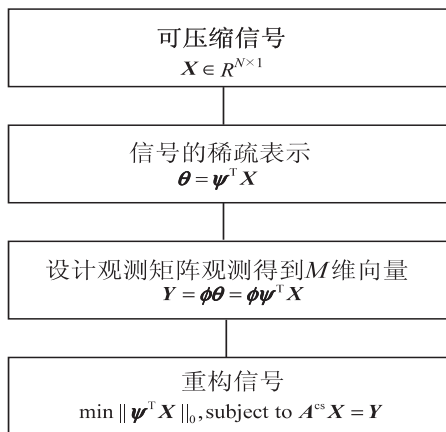 可压缩信号
X ∈ R^{N×1}
信号的稀疏表示
θ = ψ^T X
设计观测矩阵观测得到M维向量
Y = ϕθ = ϕψ^T X
重构信号
min ‖ψ^T X‖_0, subject to A^{cs} X = Y